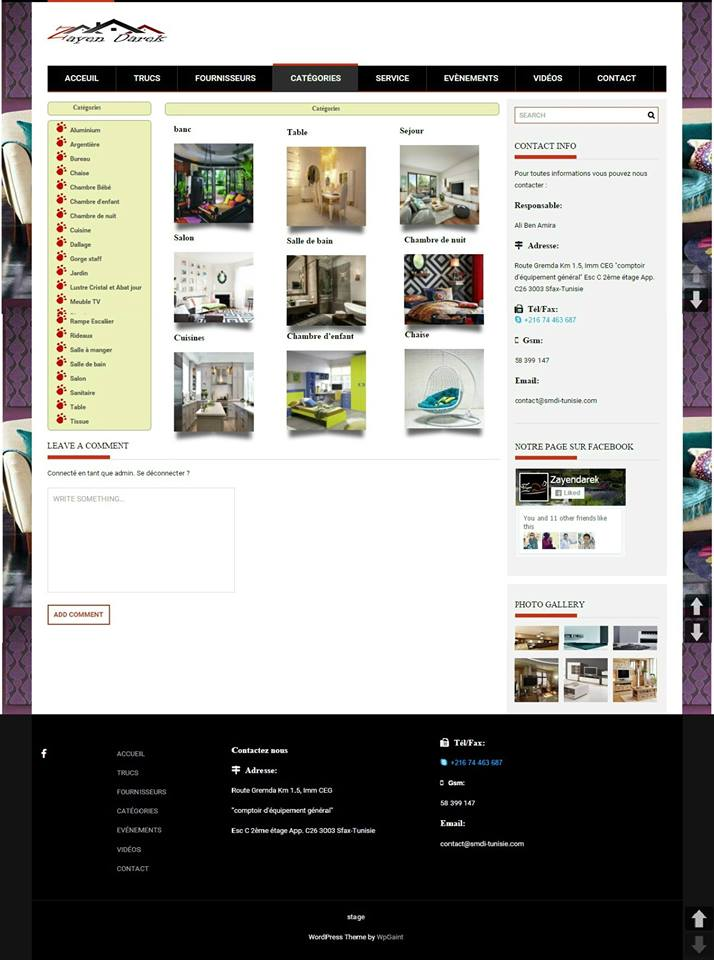 Zayen Darek
ACCEUIL TRUCS FOURNISSEURS CATÉGORIES SERVICE EVÈNEMENTS VIDÉOS CONTACT
Catégories
Aluminium
Argentière
Bureau
Chaise
Chambre Bébé
Chambre d'enfant
Chambre de nuit
Cuisine
Dallage
Gorge staff
Jardin
Lustre Cristal et Abat jour
Meuble TV
Rampe Escalier
Rideaux
Salle à manger
Salle de bain
Salon
Sanitaire
Table
Tissue
Catégories
banc Table Sejour
Salon Salle de bain Chambre de nuit
Cuisines Chambre d'enfant Chaise
LEAVE A COMMENT
Connecté en tant que admin. Se déconnecter ?
WRITE SOMETHING...
ADD COMMENT
SEARCH
CONTACT INFO
Pour toutes informations vous pouvez nous
contacter :
Responsable:
Ali Ben Amira
Adresse:
Route Gremda Km 1.5, Imm CEG "comptoir
d'équipement général" Esc C 2ème étage App.
C26 3003 Sfax-Tunisie
Tél/Fax:
+216 74 463 687
Gsm:
58 399 147
Email:
contact@smdi-tunisie.com
NOTRE PAGE SUR FACEBOOK
Zayendarek
Liked
You and 11 other friends like
this
PHOTO GALLERY
ACCUEIL
TRUCS
FOURNISSEURS
CATÉGORIES
EVÈNEMENTS
VIDÉOS
CONTACT
Contactez nous
Adresse:
Route Gremda Km 1.5, Imm CEG
"comptoir d'équipement général"
Esc C 2ème étage App. C26 3003 Sfax-Tunisie
Tél/Fax:
+216 74 463 687
Gsm:
58 399 147
Email:
contact@smdi-tunisie.com
stage
WordPress Theme by WpGaint